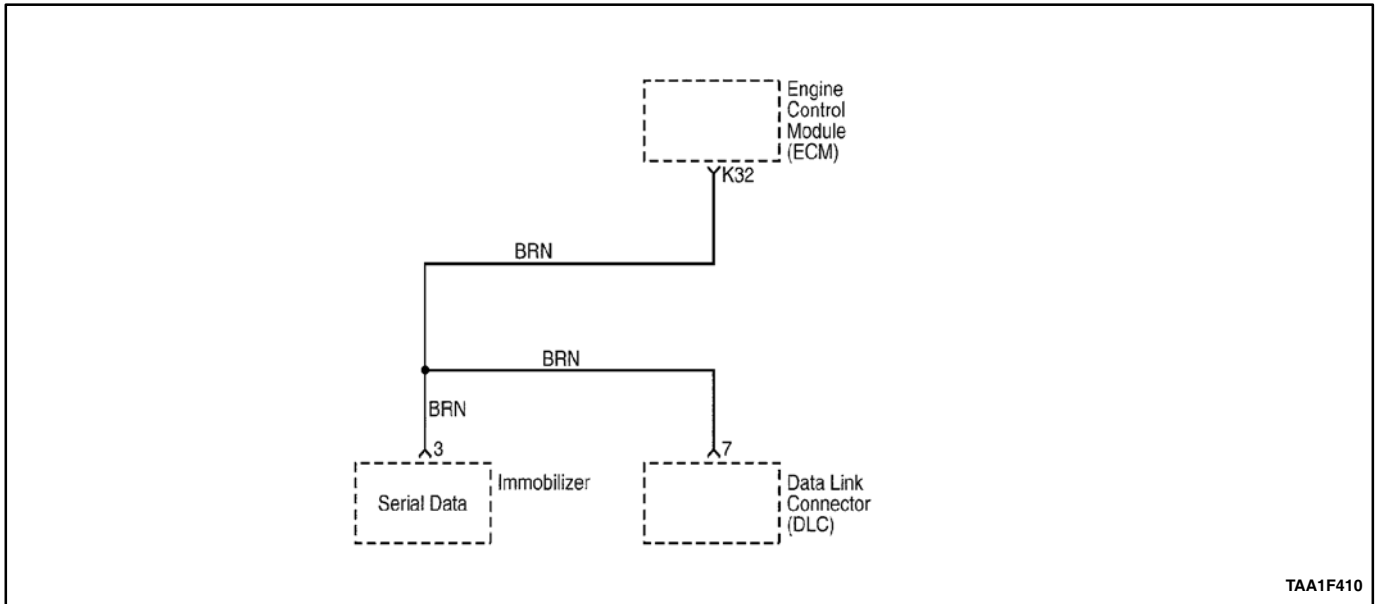 Engine
Control
Module
(ECM)
K32
BRN
BRN
BRN
3
7
Serial Data
Immobilizer
Data Link
Connector
(DLC)
TAA1F410